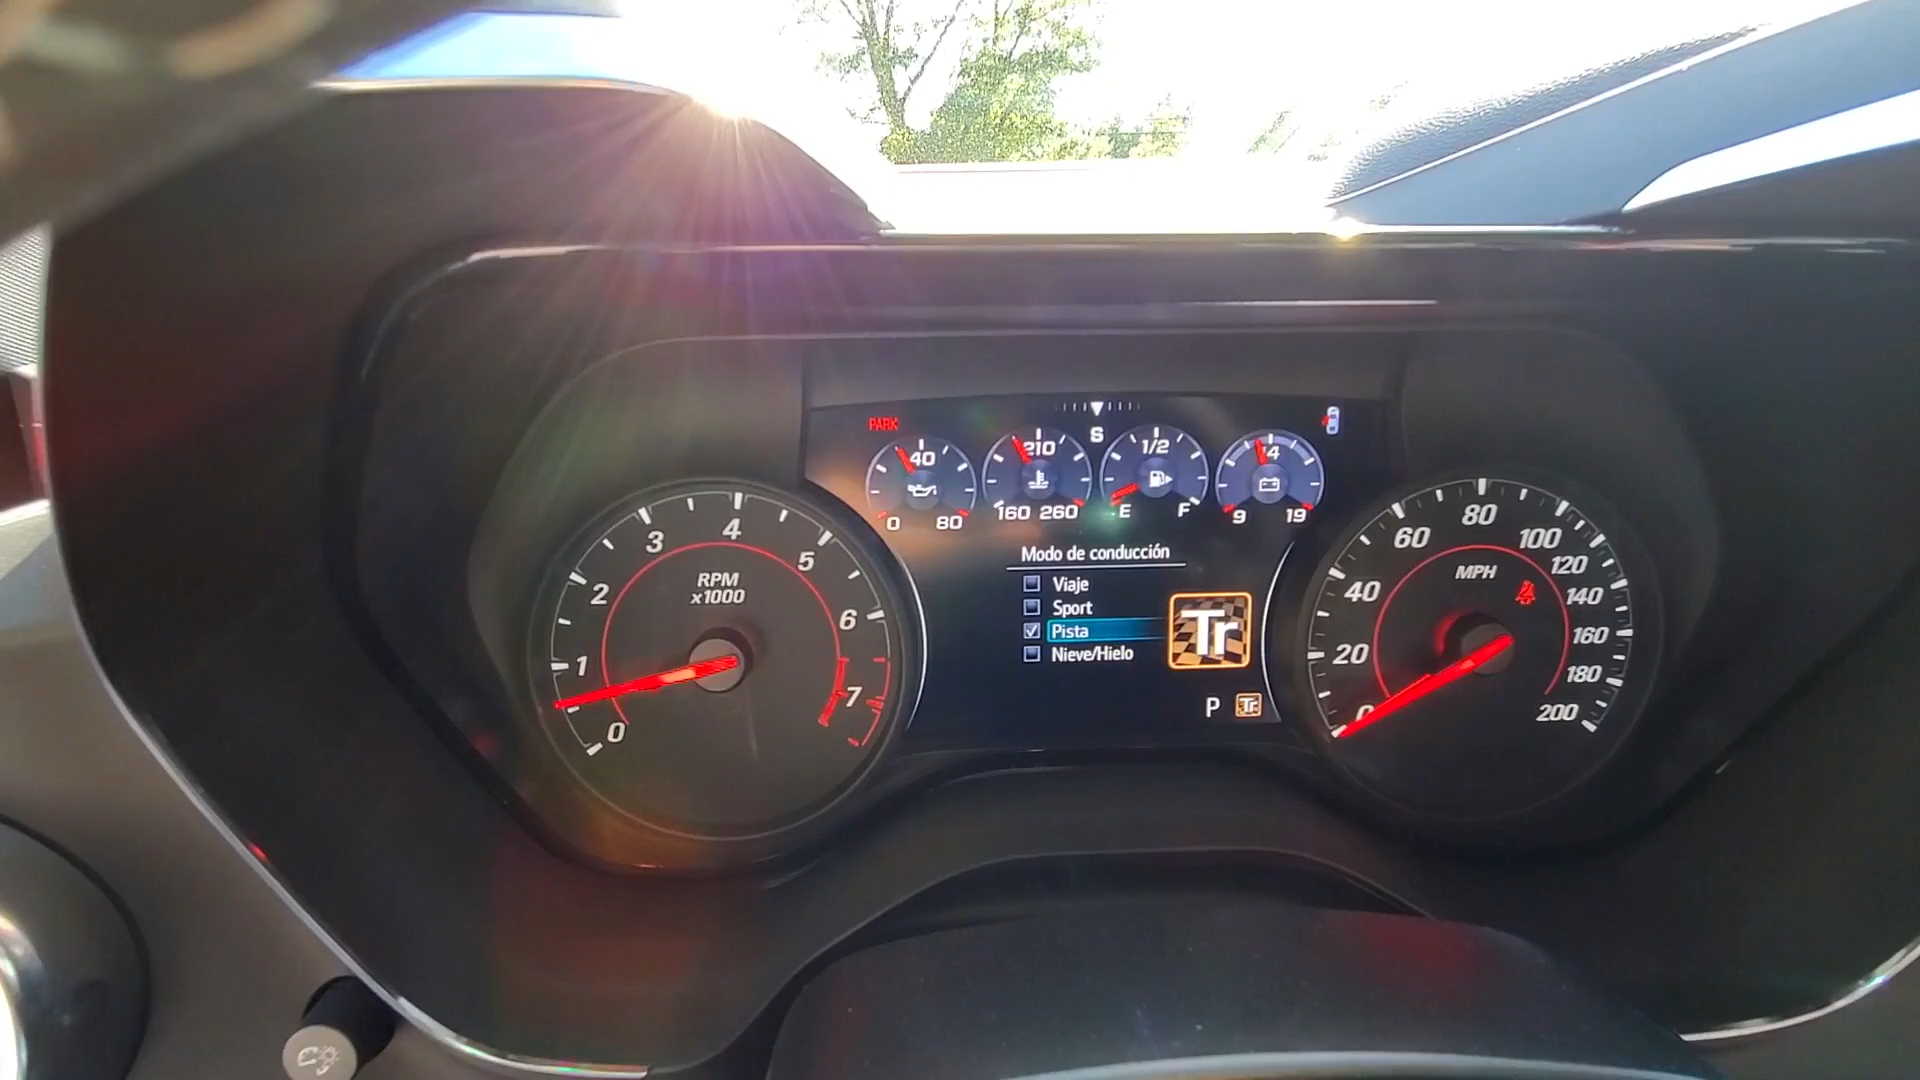 PARK
S
40
0 80
210
160 260
1/2
E F
14
9 19
Modo de conducción
Viaje
Sport
Pista
Nieve/Hielo
Tr
P Tr
0 1 2 3 4 5 6 7
RPM
x1000
0 20 40 60 80 100 120 140 160 180 200
MPH